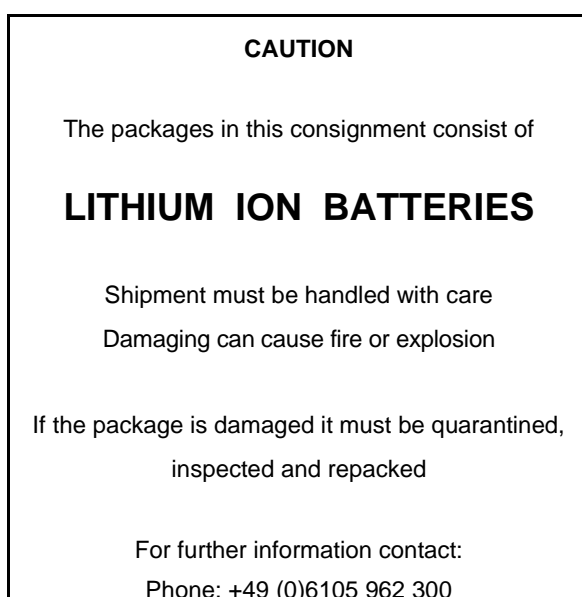 CAUTION
The packages in this consignment consist of
LITHIUM ION BATTERIES
Shipment must be handled with care
Damaging can cause fire or explosion
If the package is damaged it must be quarantined,
inspected and repacked
For further information contact:
Phone: +49 (0)6105 962 300